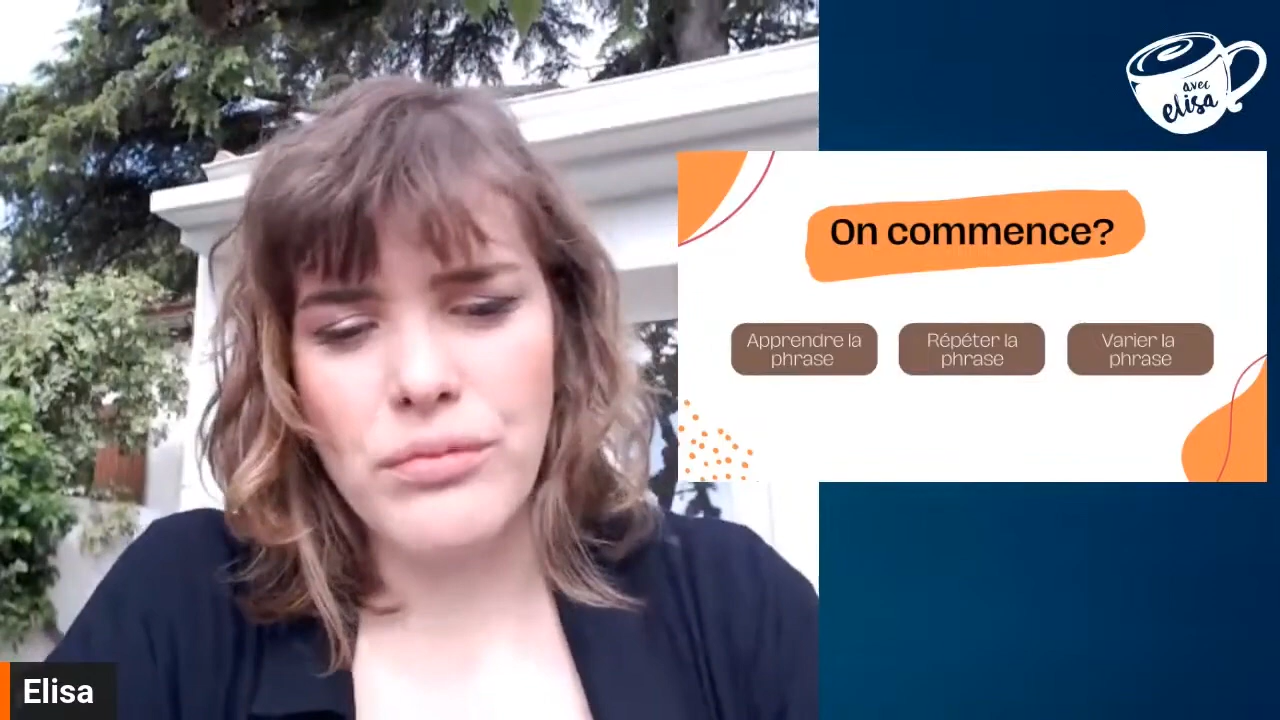 avec
elisa
On commence?
Apprendre la
phrase
Répéter la
phrase
Varier la
phrase
Elisa